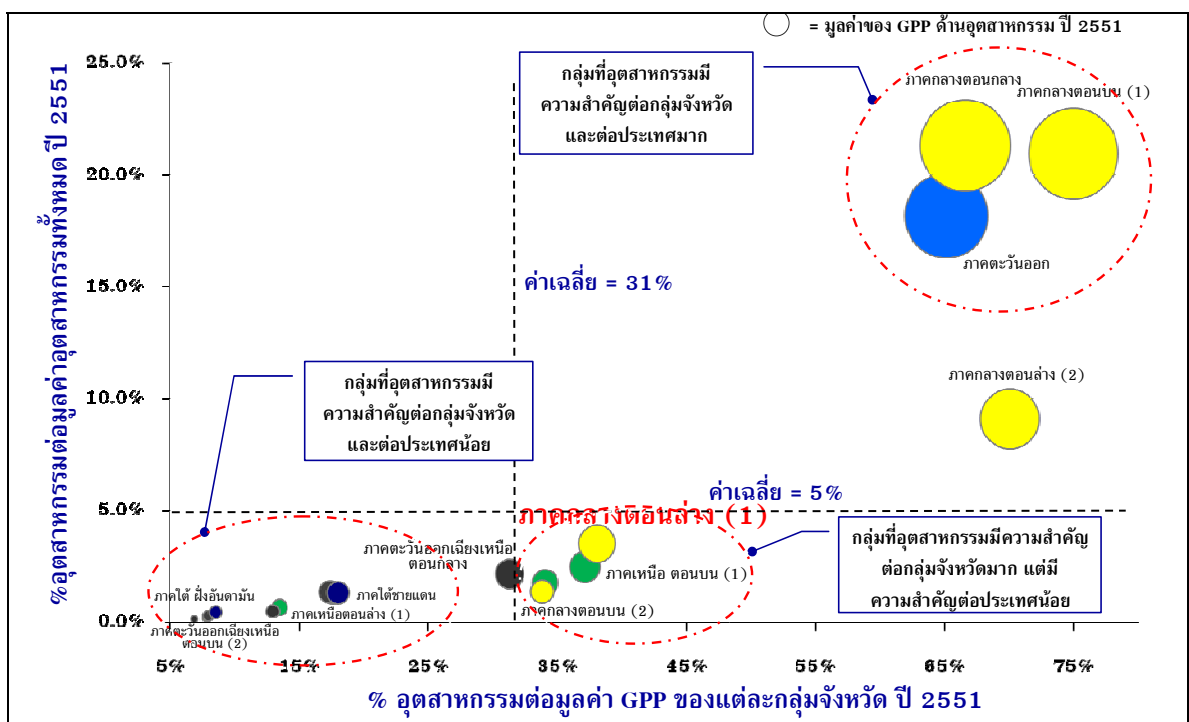 = มูลค่าของ GPP ด้านอุตสาหกรรม ปี 2551
%อุตสาหกรรมต่อมูลค่าอุตสาหกรรมทั้งหมด ปี 2551
25.0%
20.0%
15.0%
10.0%
5.0%
0.0%
กลุ่มที่อุตสาหกรรมมี
ความสำคัญต่อกลุ่มจังหวัด
และต่อประเทศมาก
ภาคกลางตอนกลาง
ภาคกลางตอนบน (1)
ภาคตะวันออก
ค่าเฉลี่ย = 31%
กลุ่มที่อุตสาหกรรมมี
ความสำคัญต่อกลุ่มจังหวัด
และต่อประเทศน้อย
ภาคกลางตอนล่าง (2)
ค่าเฉลี่ย = 5%
ภาคกลางตอนล่าง (1)
กลุ่มที่อุตสาหกรรมมีความสำคัญ
ต่อกลุ่มจังหวัดมาก แต่มี
ความสำคัญต่อประเทศน้อย
ภาคตะวันออกเฉียงเหนือ
ตอนกลาง
ภาคเหนือ ตอนบน (1)
ภาคใต้ ฝั่งอันดามัน
ภาคใต้ชายแดน
ภาคเหนือตอนล่าง (1)
ภาคกลางตอนบน (2)
ภาคตะวันออกเฉียงเหนือ
ตอนบน (2)
5%
15%
25%
35%
45%
55%
65%
75%
% อุตสาหกรรมต่อมูลค่า GPP ของแต่ละกลุ่มจังหวัด ปี 2551